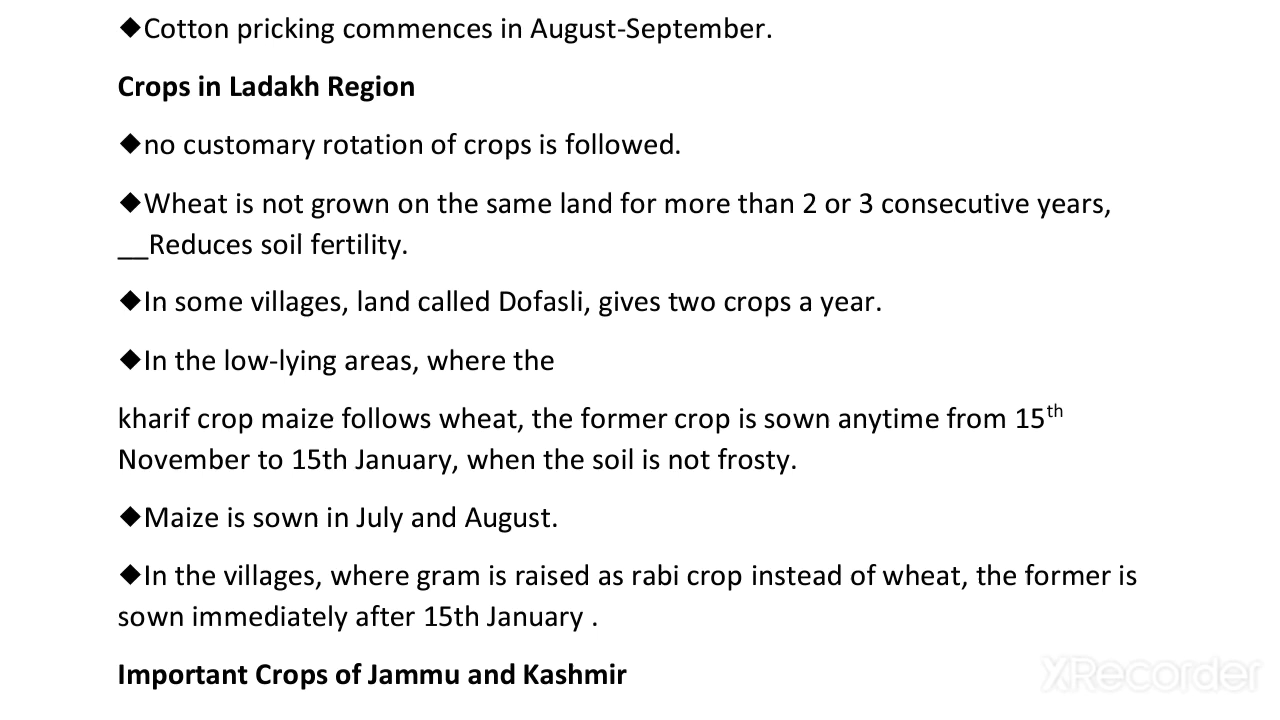 ◆Cotton pricking commences in August-September.
Crops in Ladakh Region
◆no customary rotation of crops is followed.
◆Wheat is not grown on the same land for more than 2 or 3 consecutive years,
__Reduces soil fertility.
◆In some villages, land called Dofasli, gives two crops a year.
◆In the low-lying areas, where the
kharif crop maize follows wheat, the former crop is sown anytime from 15th
November to 15th January, when the soil is not frosty.
◆Maize is sown in July and August.
◆In the villages, where gram is raised as rabi crop instead of wheat, the former is
sown immediately after 15th January .
Important Crops of Jammu and Kashmir
XRecorder